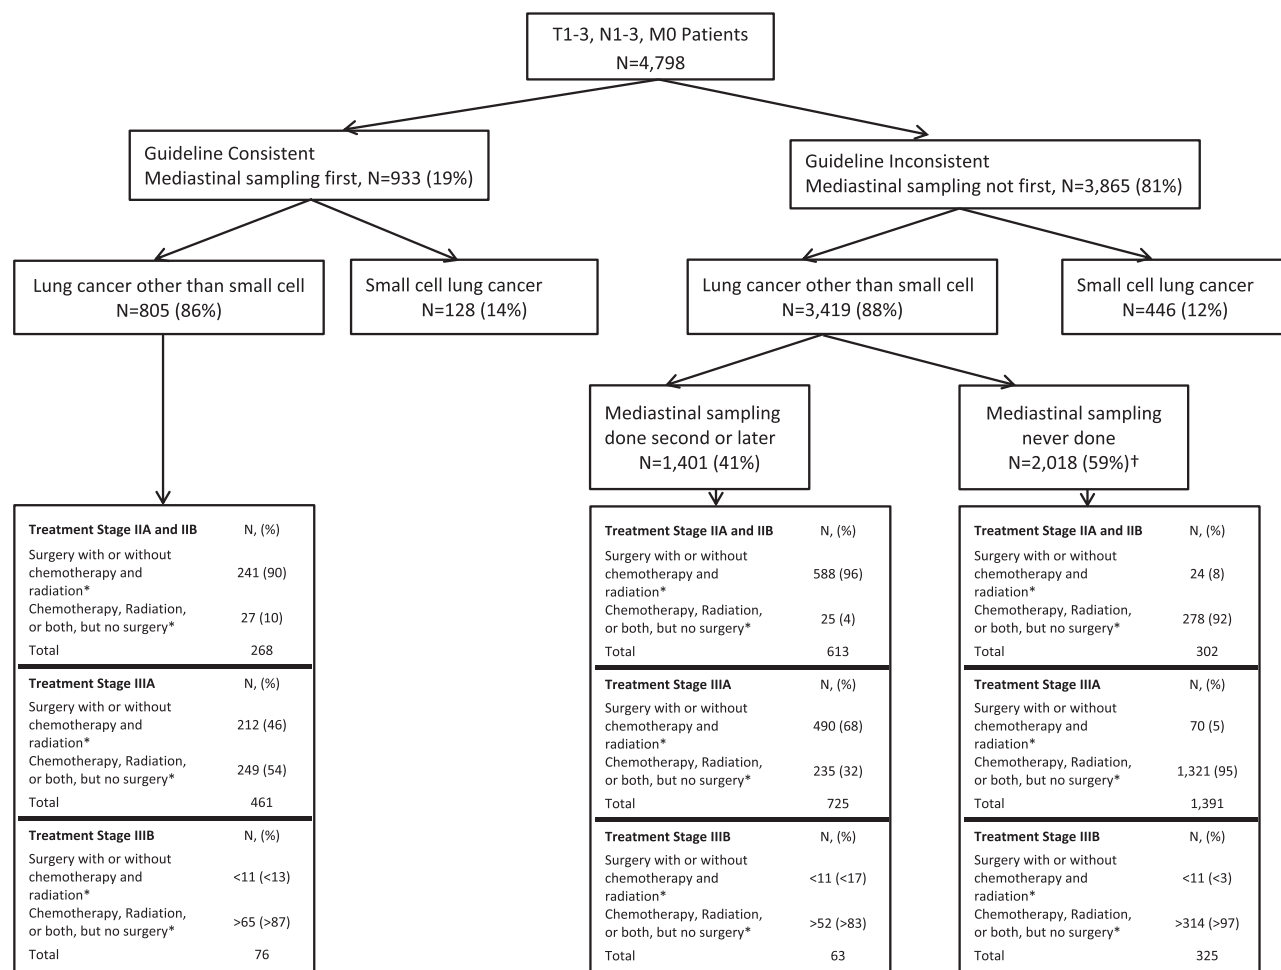 T1-3, N1-3, M0 Patients
N=4,798
Guideline Consistent
Mediastinal sampling first, N=933 (19%)
Guideline Inconsistent
Mediastinal sampling not first, N=3,865 (81%)
Lung cancer other than small cell
N=805 (86%)
Small cell lung cancer
N=128 (14%)
Lung cancer other than small cell
N=3,419 (88%)
Small cell lung cancer
N=446 (12%)
Mediastinal sampling
done second or later
N=1,401 (41%)
Mediastinal sampling
never done
N=2,018 (59%)†
Treatment Stage IIA and IIB N, (%)
Surgery with or without
chemotherapy and 241 (90)
radiation*
Chemotherapy, Radiation,
or both, but no surgery* 27 (10)
Total 268
Treatment Stage IIIA N, (%)
Surgery with or without
chemotherapy and 212 (46)
radiation*
Chemotherapy, Radiation,
or both, but no surgery* 249 (54)
Total 461
Treatment Stage IIIB N, (%)
Surgery with or without
chemotherapy and <11 (<13)
radiation*
Chemotherapy, Radiation,
or both, but no surgery* >65 (>87)
Total 76
Treatment Stage IIA and IIB N, (%)
Surgery with or without
chemotherapy and 588 (96)
radiation*
Chemotherapy, Radiation,
or both, but no surgery* 25 (4)
Total 613
Treatment Stage IIIA N, (%)
Surgery with or without
chemotherapy and 490 (68)
radiation*
Chemotherapy, Radiation,
or both, but no surgery* 235 (32)
Total 725
Treatment Stage IIIB N, (%)
Surgery with or without
chemotherapy and <11 (<17)
radiation*
Chemotherapy, Radiation,
or both, but no surgery* >52 (>83)
Total 63
Treatment Stage IIA and IIB N, (%)
Surgery with or without
chemotherapy and 24 (8)
radiation*
Chemotherapy, Radiation,
or both, but no surgery* 278 (92)
Total 302
Treatment Stage IIIA N, (%)
Surgery with or without
chemotherapy and 70 (5)
radiation*
Chemotherapy, Radiation,
or both, but no surgery* 1,321 (95)
Total 1,391
Treatment Stage IIIB N, (%)
Surgery with or without
chemotherapy and <11 (<3)
radiation*
Chemotherapy, Radiation,
or both, but no surgery* >314 (>97)
Total 325